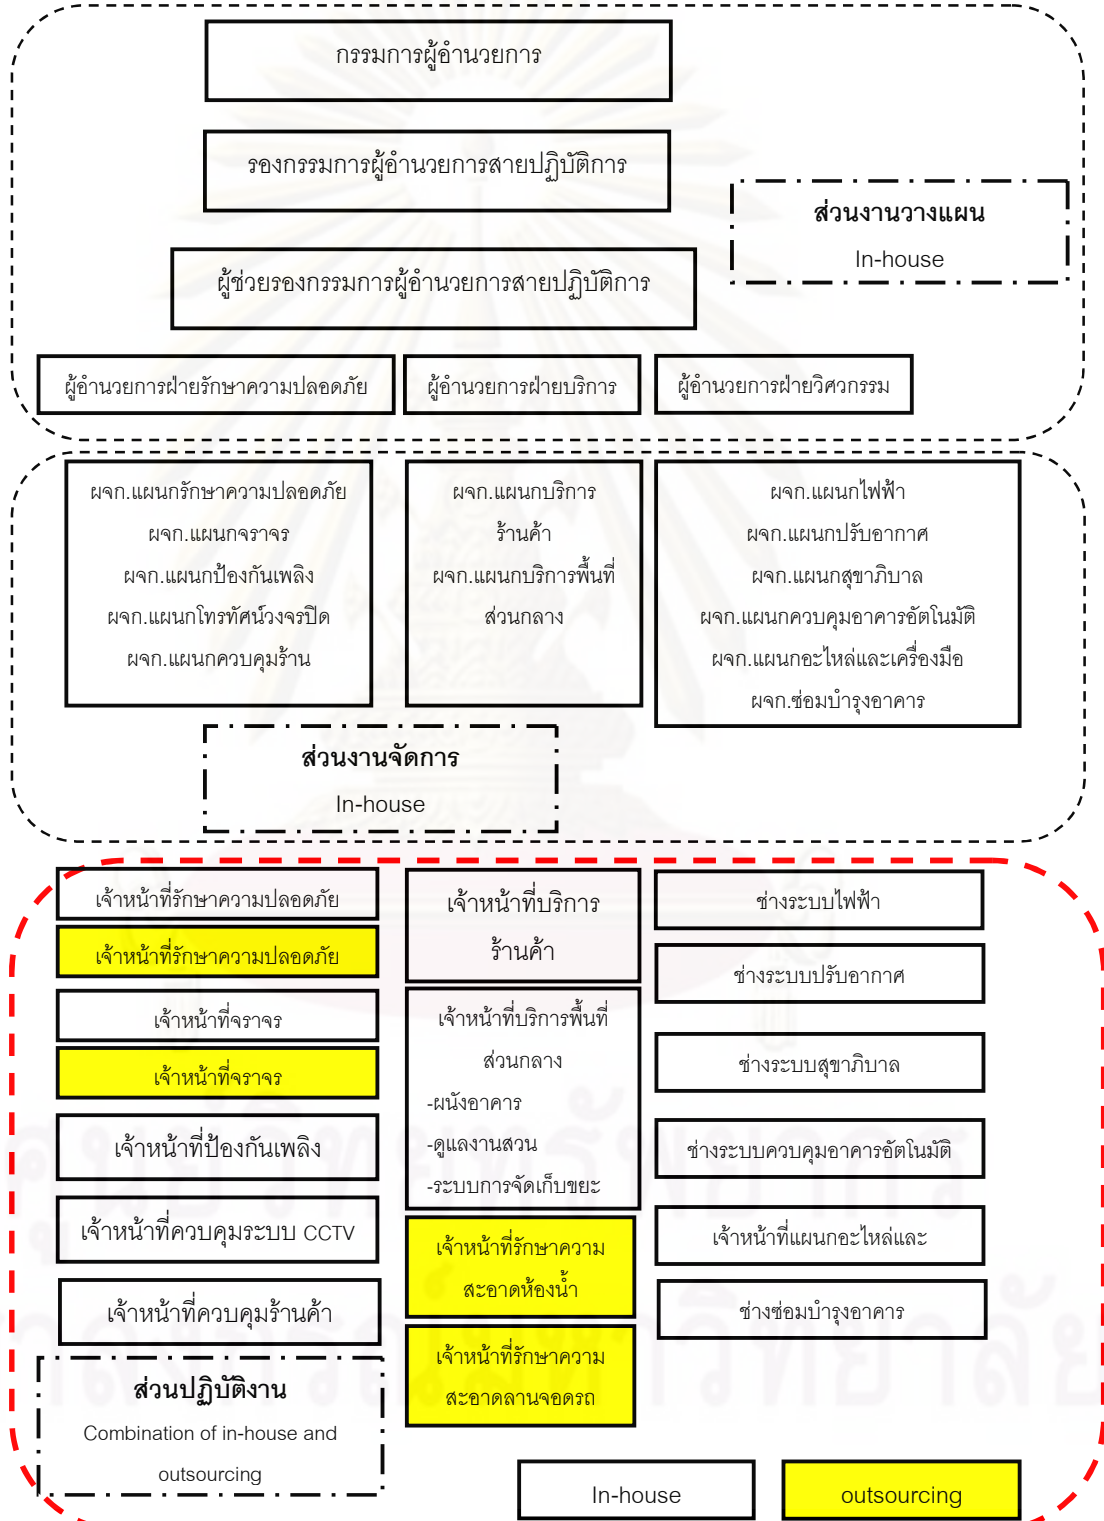 กรรมการผู้อำนวยการ
รองกรรมการผู้อำนวยการสายปฏิบัติการ
ส่วนงานวางแผน
In-house
ผู้ช่วยรองกรรมการผู้อำนวยการสายปฏิบัติการ
ผู้อำนวยการฝ่ายรักษาความปลอดภัย
ผู้อำนวยการฝ่ายบริการ
ผู้อำนวยการฝ่ายวิศวกรรม
ผจก.แผนกรักษาความปลอดภัย
ผจก.แผนกจราจร
ผจก.แผนกป้องกันเพลิง
ผจก.แผนกโทรทัศน์วงจรปิด
ผจก.แผนกควบคุมร้าน
ผจก.แผนกบริการ
ร้านค้า
ผจก.แผนกบริการพื้นที่
ส่วนกลาง
ผจก.แผนกไฟฟ้า
ผจก.แผนกปรับอากาศ
ผจก.แผนกสุขาภิบาล
ผจก.แผนกควบคุมอาคารอัตโนมัติ
ผจก.แผนกอะไหล่และเครื่องมือ
ผจก.ซ่อมบำรุงอาคาร
ส่วนงานจัดการ
In-house
เจ้าหน้าที่รักษาความปลอดภัย
เจ้าหน้าที่รักษาความปลอดภัย
เจ้าหน้าที่จราจร
เจ้าหน้าที่จราจร
เจ้าหน้าที่ป้องกันเพลิง
เจ้าหน้าที่ควบคุมระบบ CCTV
เจ้าหน้าที่ควบคุมร้านค้า
ส่วนปฏิบัติงาน
Combination of in-house and
outsourcing
เจ้าหน้าที่บริการ
ร้านค้า
เจ้าหน้าที่บริการพื้นที่
ส่วนกลาง
-ผนังอาคาร
-ดูแลงานสวน
-ระบบการจัดเก็บขยะ
เจ้าหน้าที่รักษาความ
สะอาดห้องน้ำ
เจ้าหน้าที่รักษาความ
สะอาดลานจอดรถ
ช่างระบบไฟฟ้า
ช่างระบบปรับอากาศ
ช่างระบบสุขาภิบาล
ช่างระบบควบคุมอาคารอัตโนมัติ
เจ้าหน้าที่แผนกอะไหล่และ
ช่างซ่อมบำรุงอาคาร
In-house
outsourcing